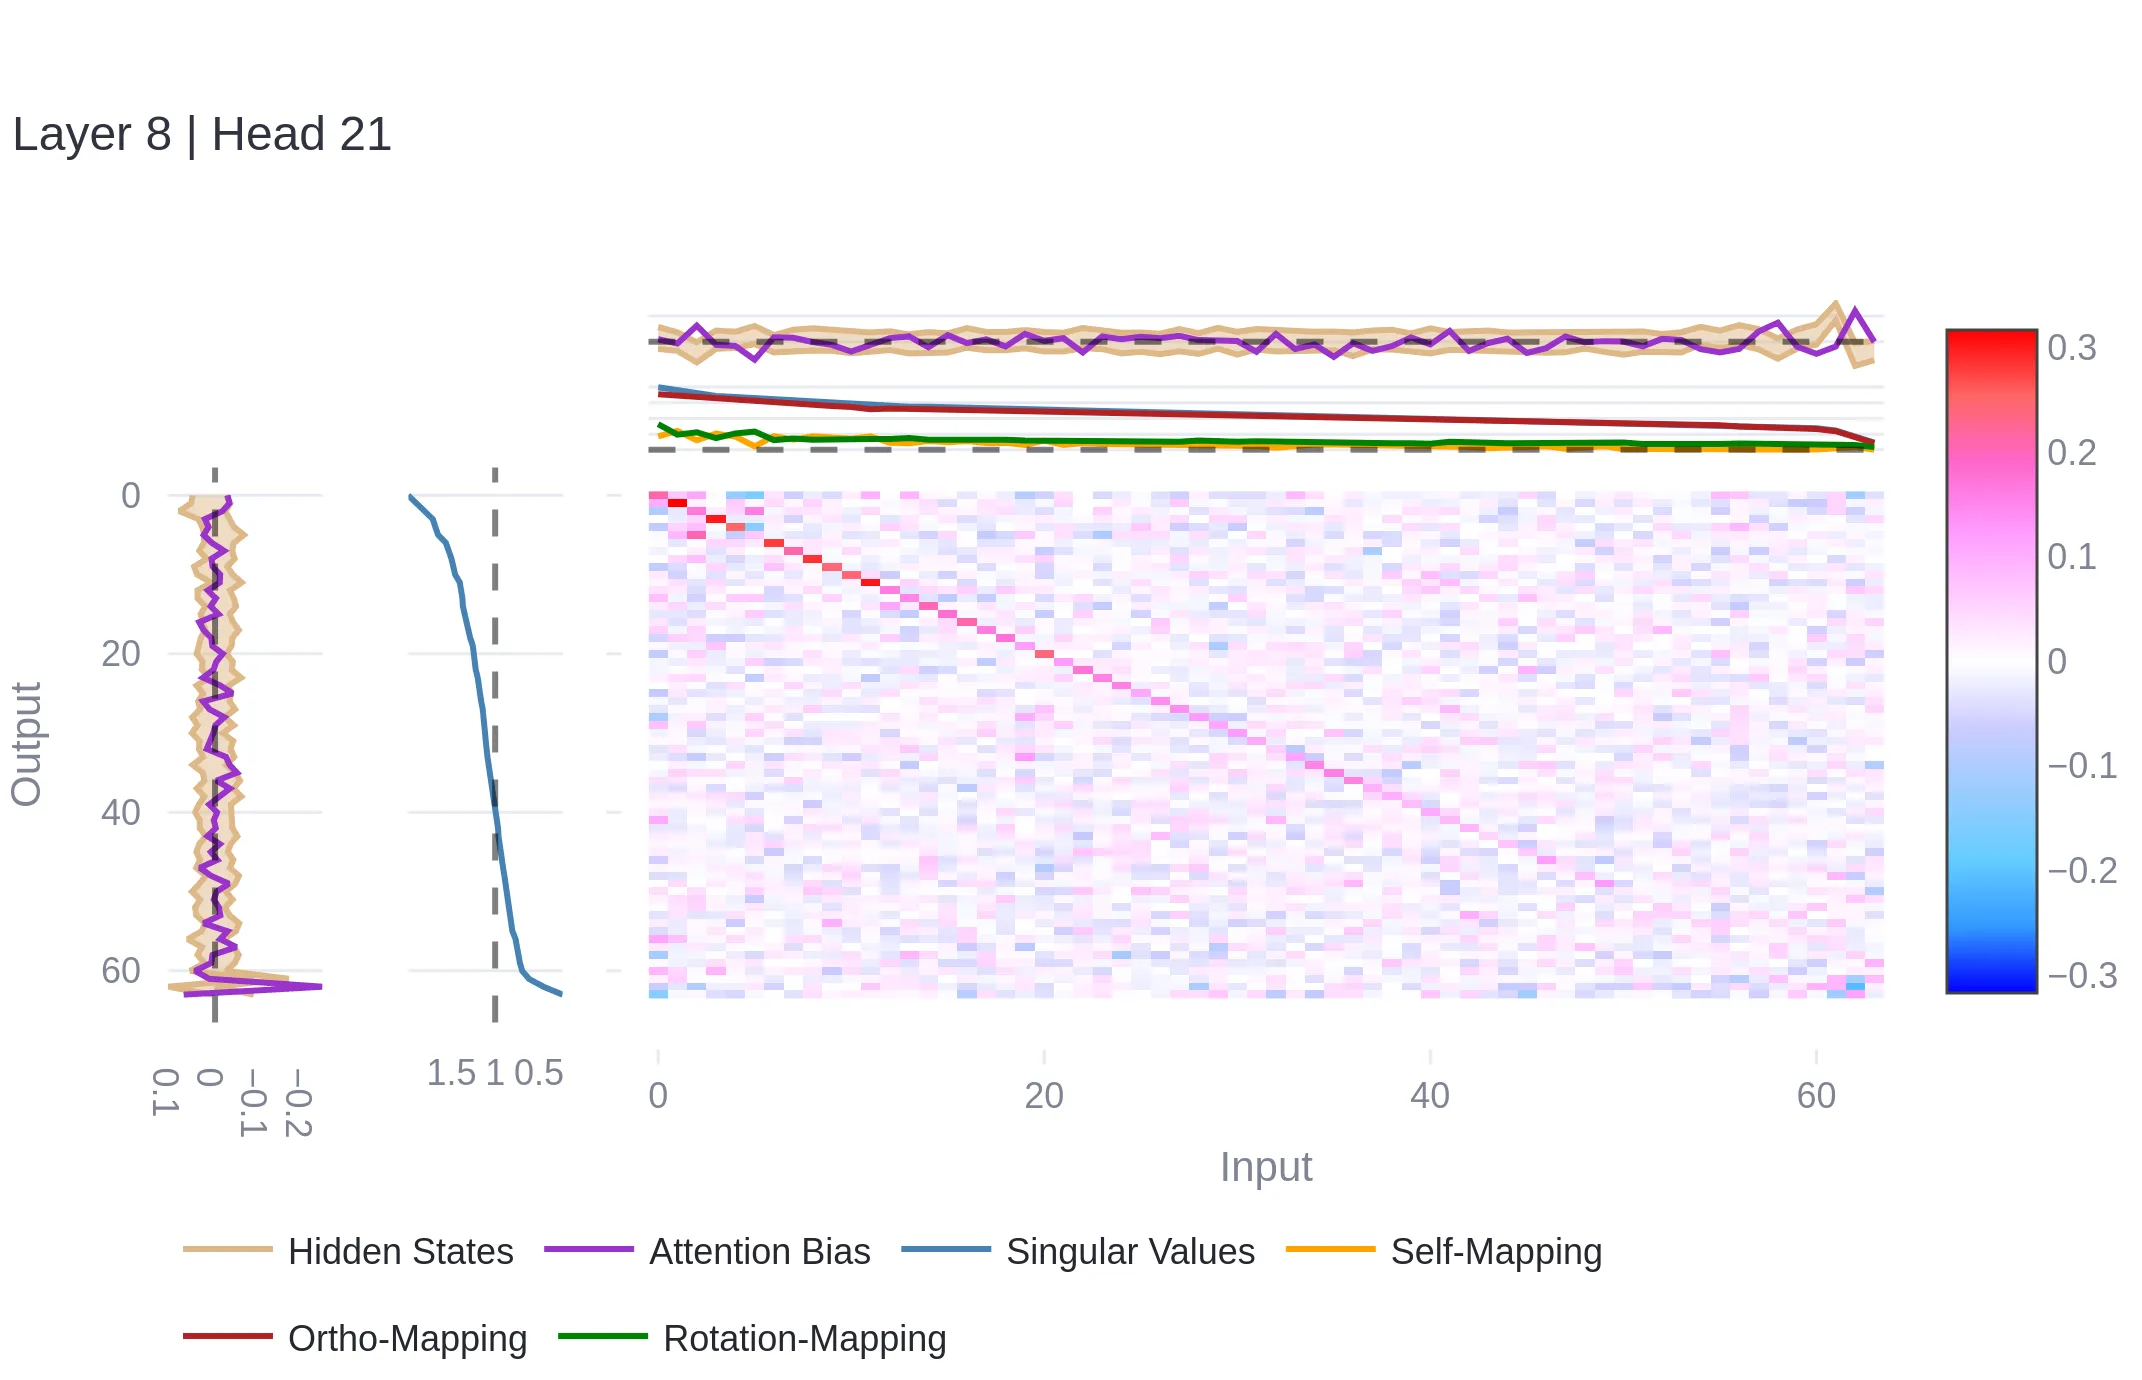 Layer 8 | Head 21
0.3
0.2
0.1
0
−0.1
−0.2
−0.3
0
20
40
60
Output
0.1
0
−0.1
−0.2
1.5 1 0.5
0
20
40
60
Input
Hidden States
Attention Bias
Singular Values
Self-Mapping
Ortho-Mapping
Rotation-Mapping